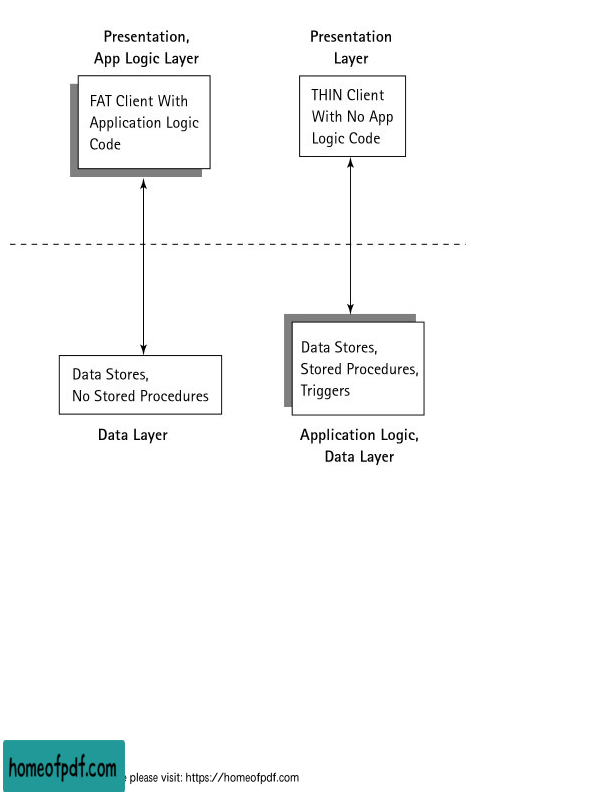 Presentation,
App Logic Layer
FAT Client With
Application Logic
Code
Data Stores,
No Stored Procedures
Data Layer
Presentation
Layer
THIN Client
With No App
Logic Code
Data Stores,
Stored Procedures,
Triggers
Application Logic,
Data Layer
homeofpdf.com
please visit: https://homeofpdf.com